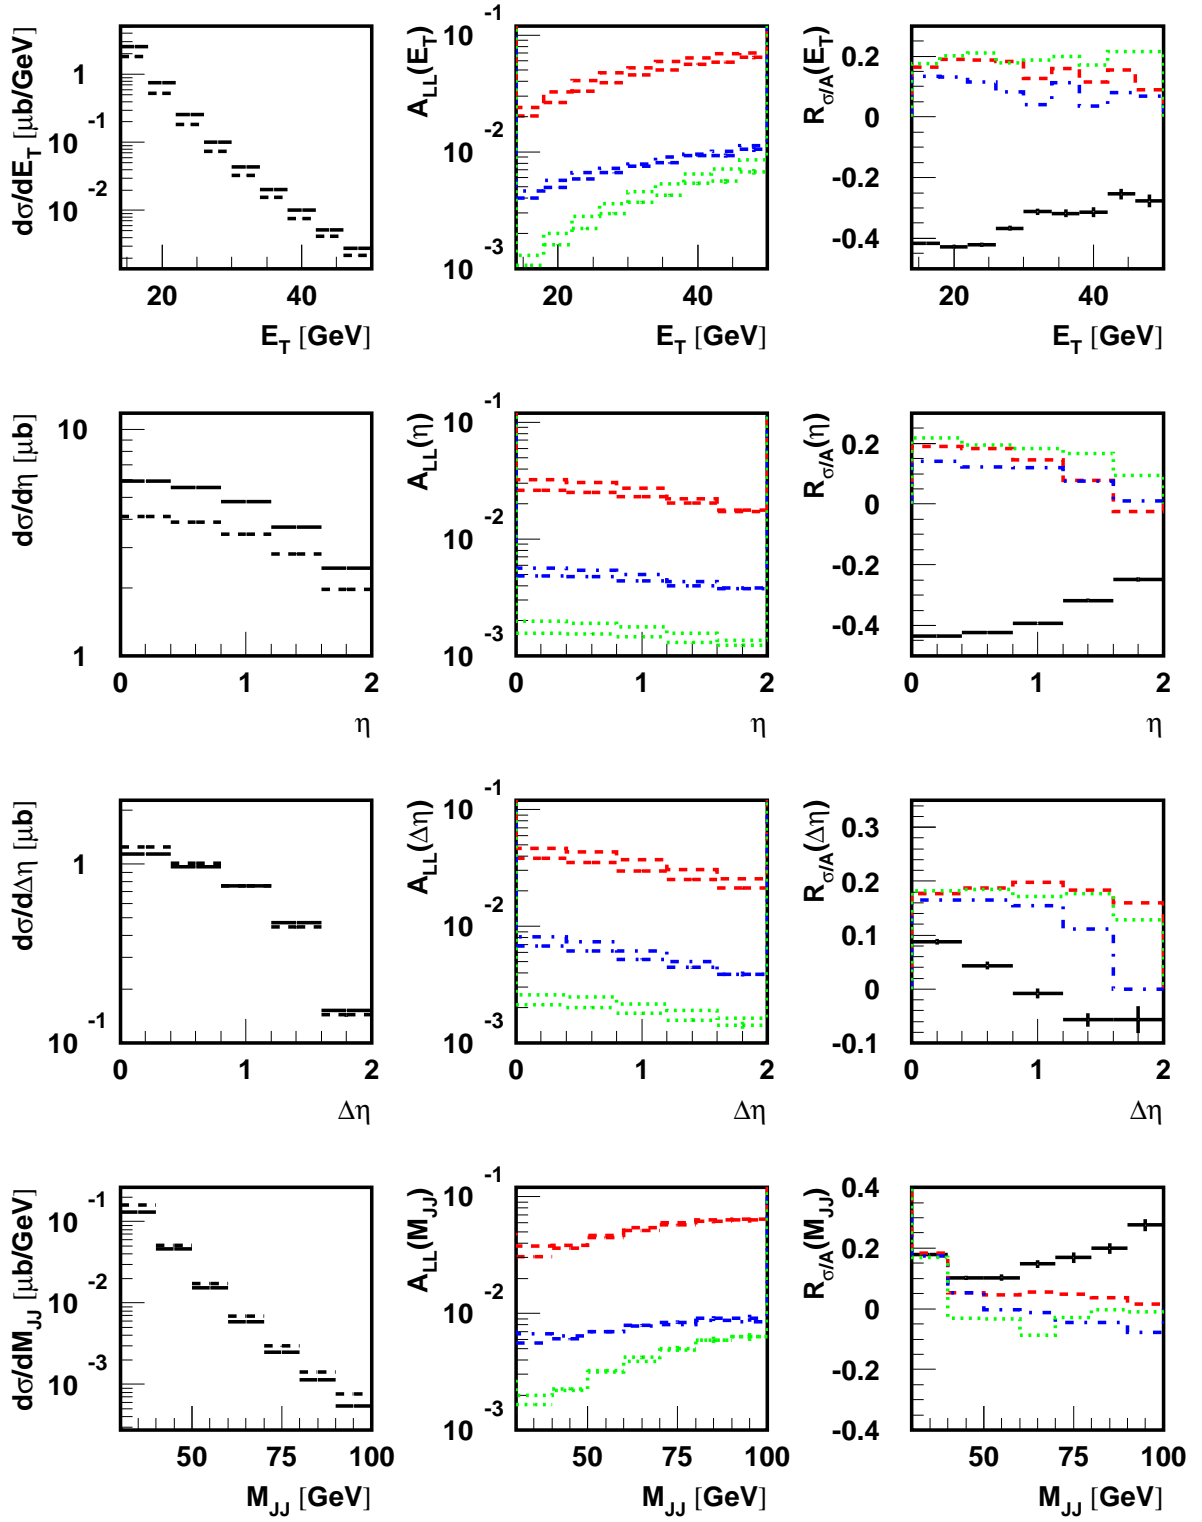 dσ/dE_T [μb/GeV]
1
10^-1
10^-2
20 40
E_T [GeV]
A_LL(E_T)
10^-1
10^-2
10^-3
20 40
E_T [GeV]
R_σ/A(E_T)
0.2
0
-0.2
-0.4
20 40
E_T [GeV]
dσ/dη [μb]
10
1
0 1 2
η
A_LL(η)
10^-1
10^-2
10^-3
0 1 2
η
R_σ/A(η)
0.2
0
-0.2
-0.4
0 1 2
η
dσ/dΔη [μb]
1
10^-1
0 1 2
Δη
A_LL(Δη)
10^-1
10^-2
10^-3
0 1 2
Δη
R_σ/A(Δη)
0.3
0.2
0.1
0
-0.1
0 1 2
Δη
dσ/dM_JJ [μb/GeV]
10^-1
10^-2
10^-3
50 75 100
M_JJ [GeV]
A_LL(M_JJ)
10^-1
10^-2
10^-3
50 75 100
M_JJ [GeV]
R_σ/A(M_JJ)
0.4
0.2
0
-0.2
-0.4
50 75 100
M_JJ [GeV]